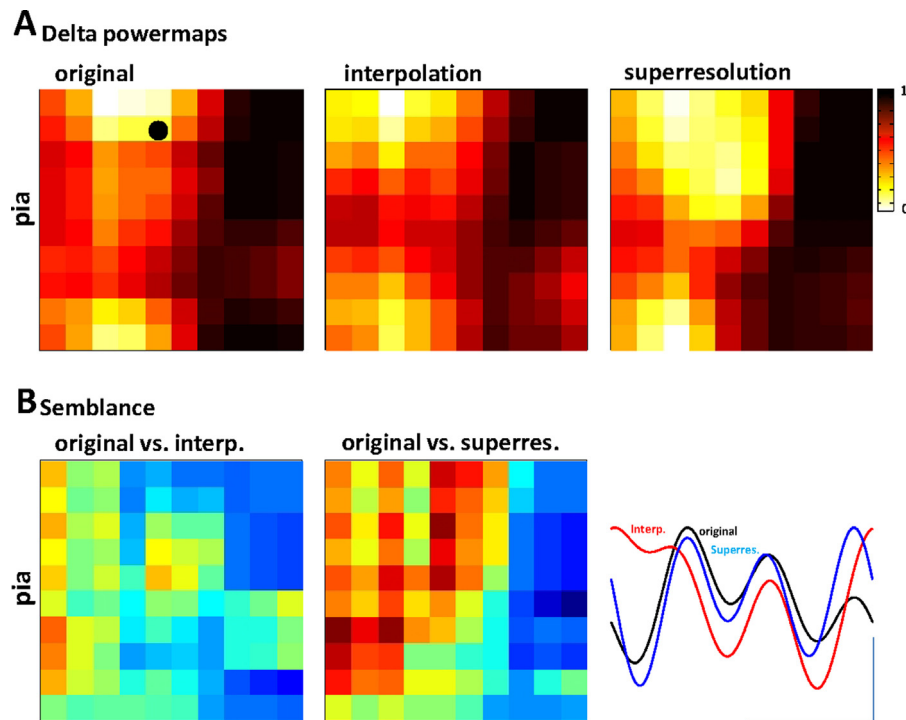 A Delta powermaps
original
interpolation
superresolution
1
0
pia
B Semblance
original vs. interp.
original vs. superres.
pia
Interp.
original
Superres.